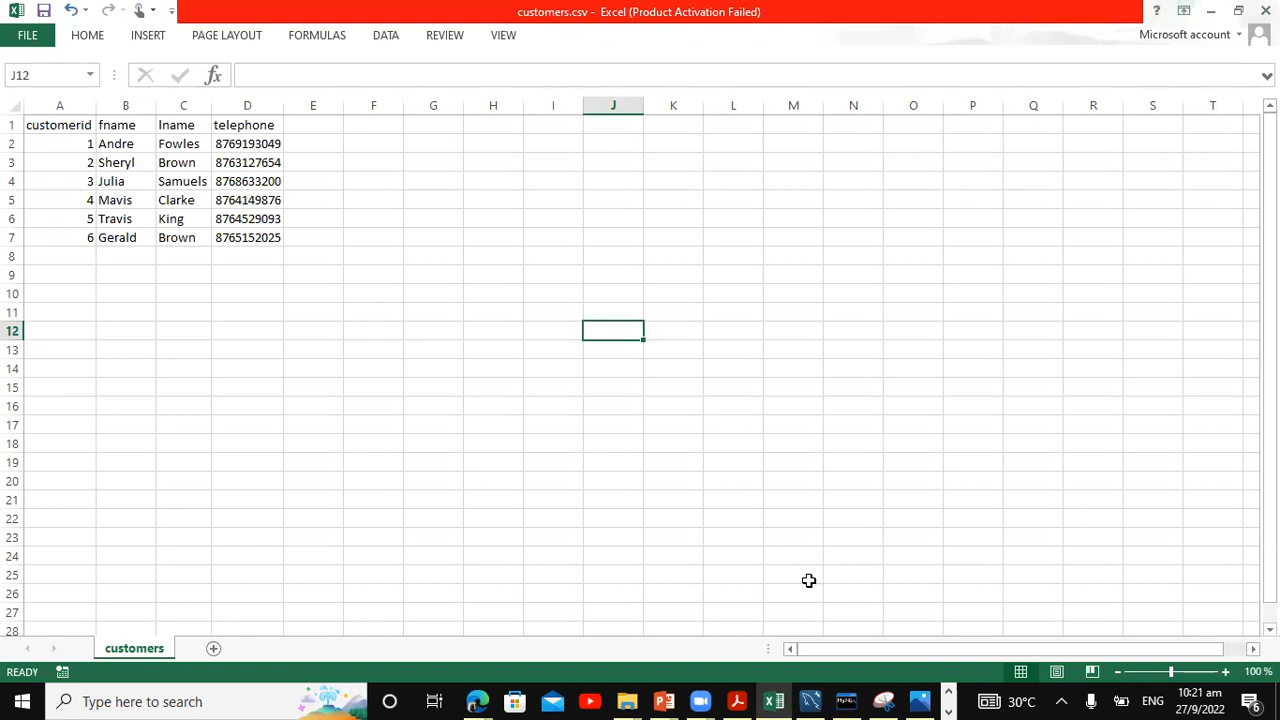 customers.csv - Excel (Product Activation Failed)
?
FILE HOME INSERT PAGE LAYOUT FORMULAS DATA REVIEW VIEW Microsoft account
J12 fx
A B C D E F G H I J K L M N O P Q R S T
1 customerid fname lname telephone
2 1 Andre Fowles 8769193049
3 2 Sheryl Brown 8763127654
4 3 Julia Samuels 8768633200
5 4 Mavis Clarke 8764149876
6 5 Travis King 8764529093
7 6 Gerald Brown 8765152025
8
9
10
11
12
13
14
15
16
17
18
19
20
21
22
23
24
25
26
27
28
customers
READY 100 %
Type here to search 30°C ENG 10:21 am
27/9/2022 6